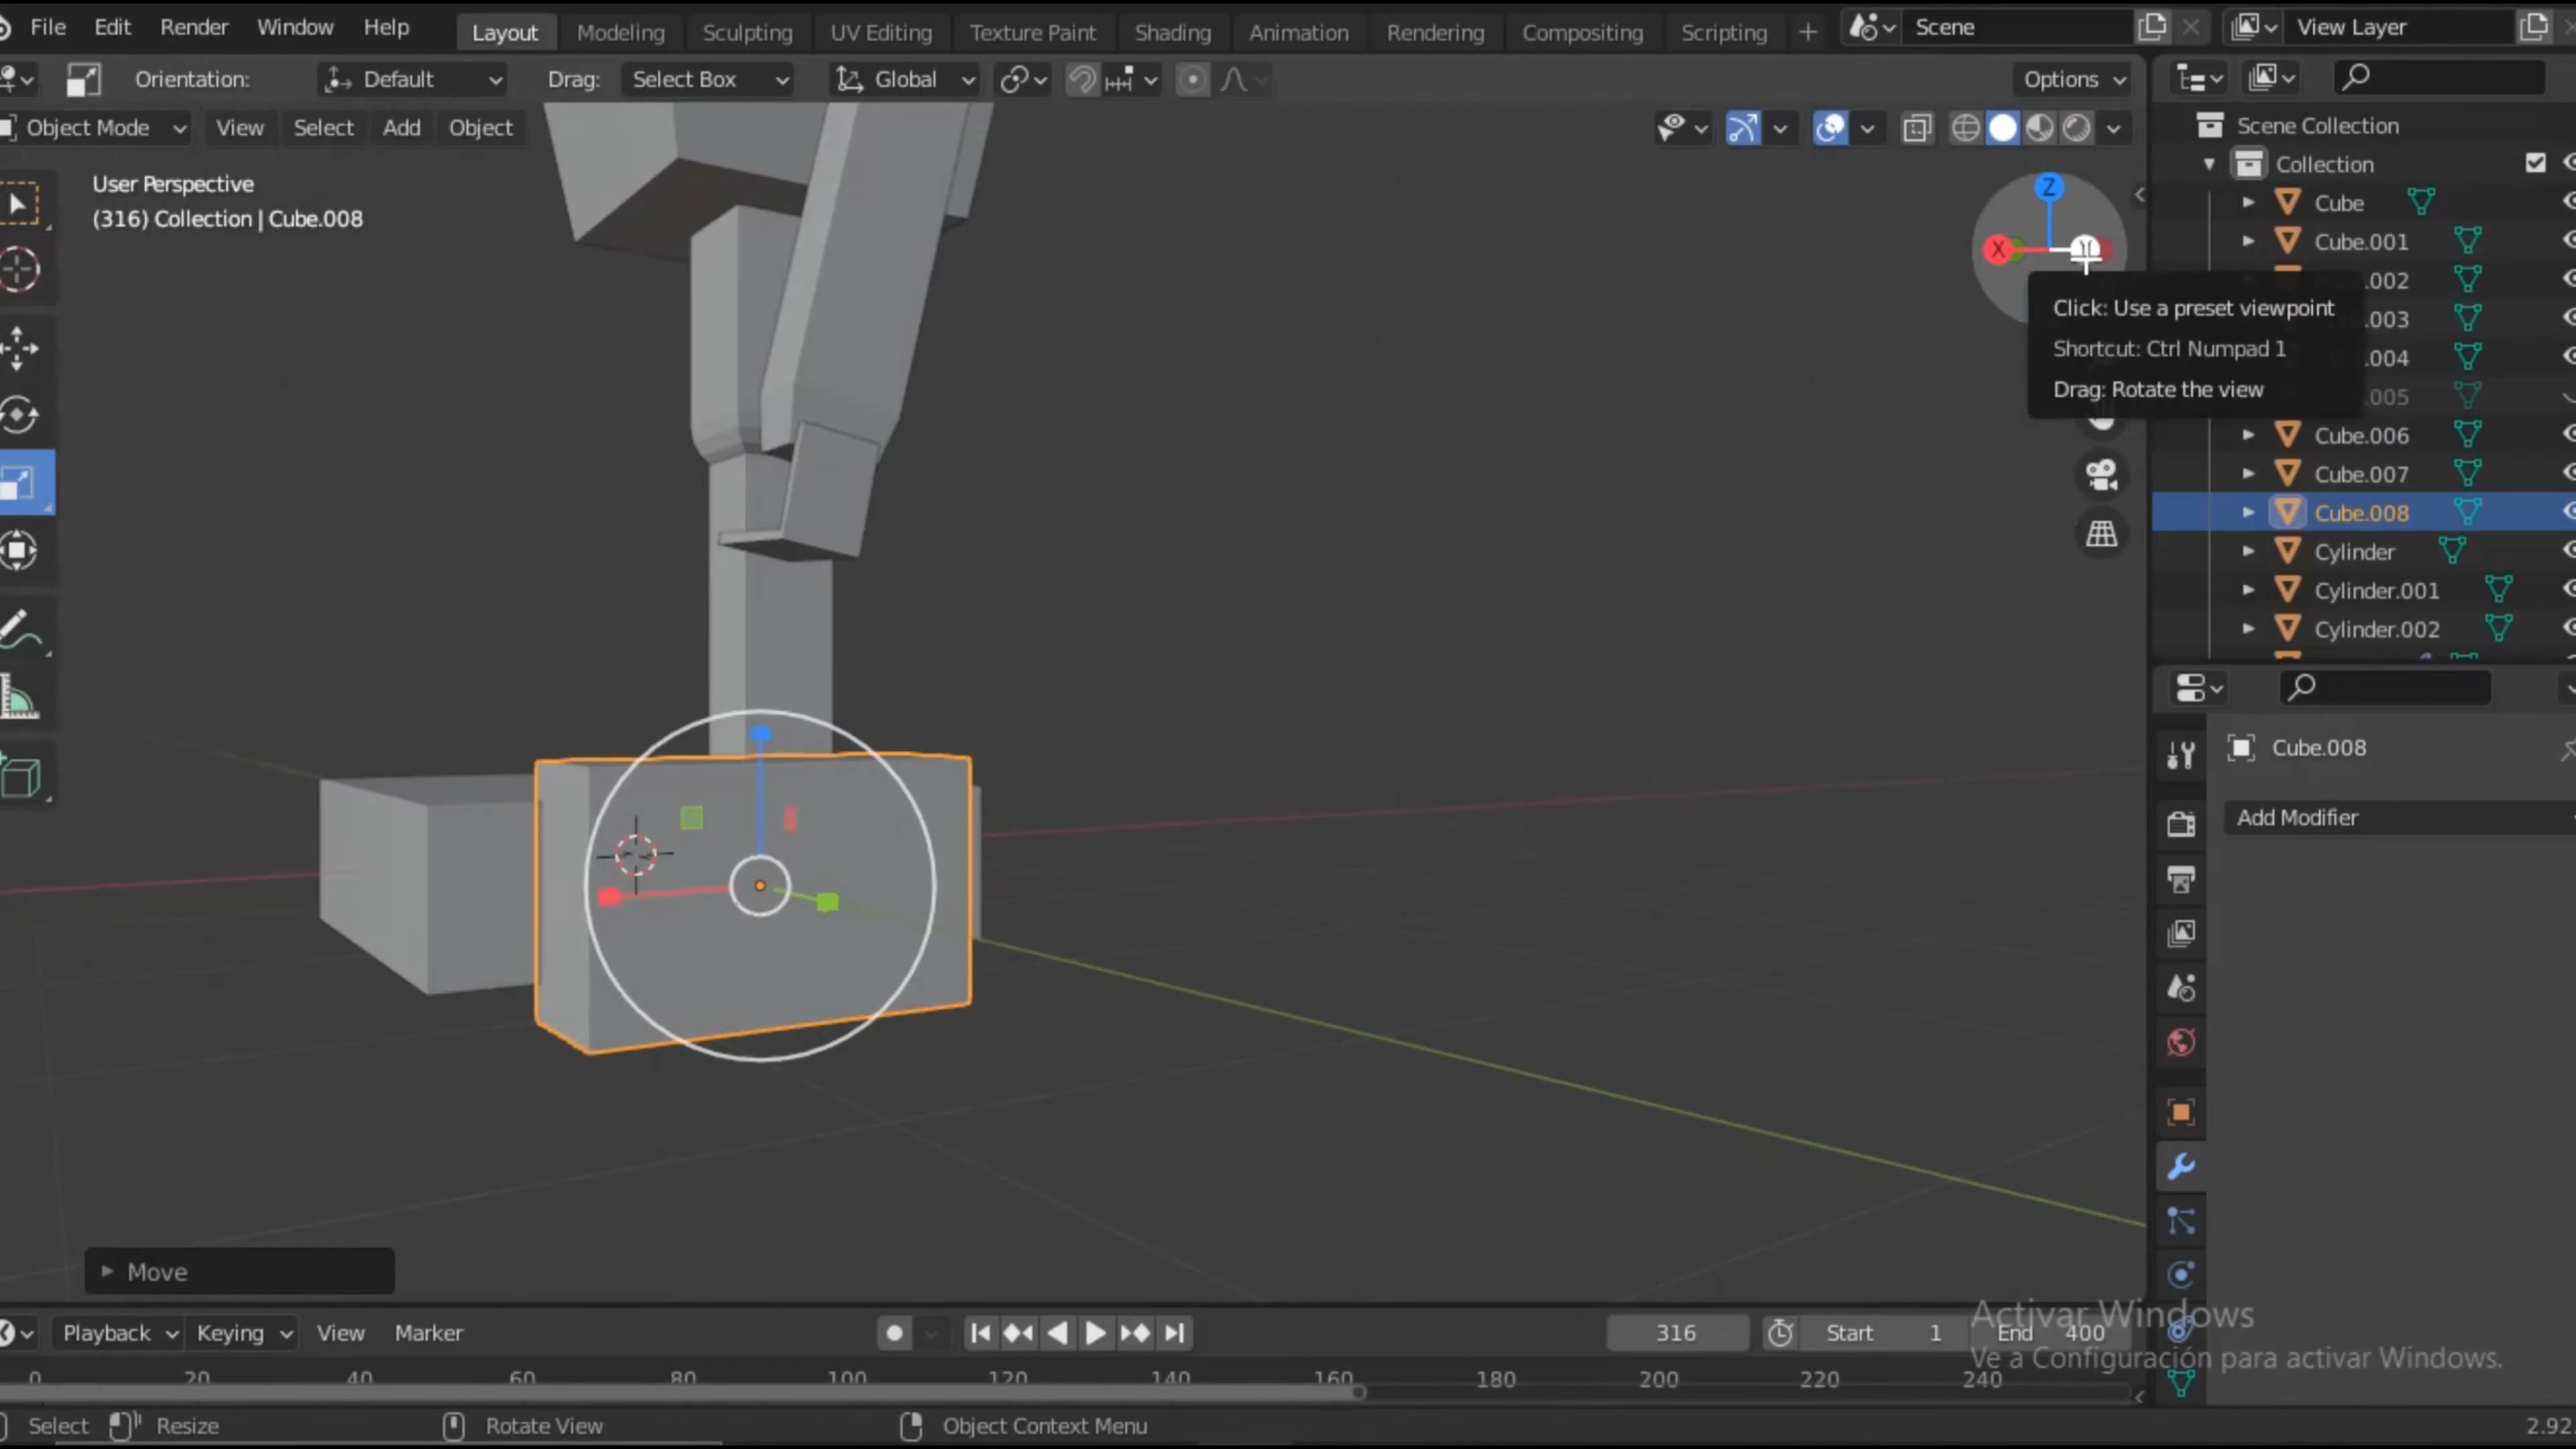 File Edit Render Window Help Layout Modeling Sculpting UV Editing Texture Paint Shading Animation Rendering Compositing Scripting + Scene View Layer
Orientation: Default Drag: Select Box Global Options
Object Mode View Select Add Object
User Perspective
(316) Collection | Cube.008
Z
X
Click: Use a preset viewpoint
Shortcut: Ctrl Numpad 1
Drag: Rotate the view
Scene Collection
Collection
Cube
Cube.001
.002
.003
.004
.005
Cube.006
Cube.007
Cube.008
Cylinder
Cylinder.001
Cylinder.002
Cube.008
Add Modifier
Move
Activar Windows
Ve a Configuración para activar Windows.
Playback Keying View Marker 316 Start 1 End 400
0 20 40 60 80 100 120 140 160 180 200 220 240
Select Resize Rotate View Object Context Menu 2.92.